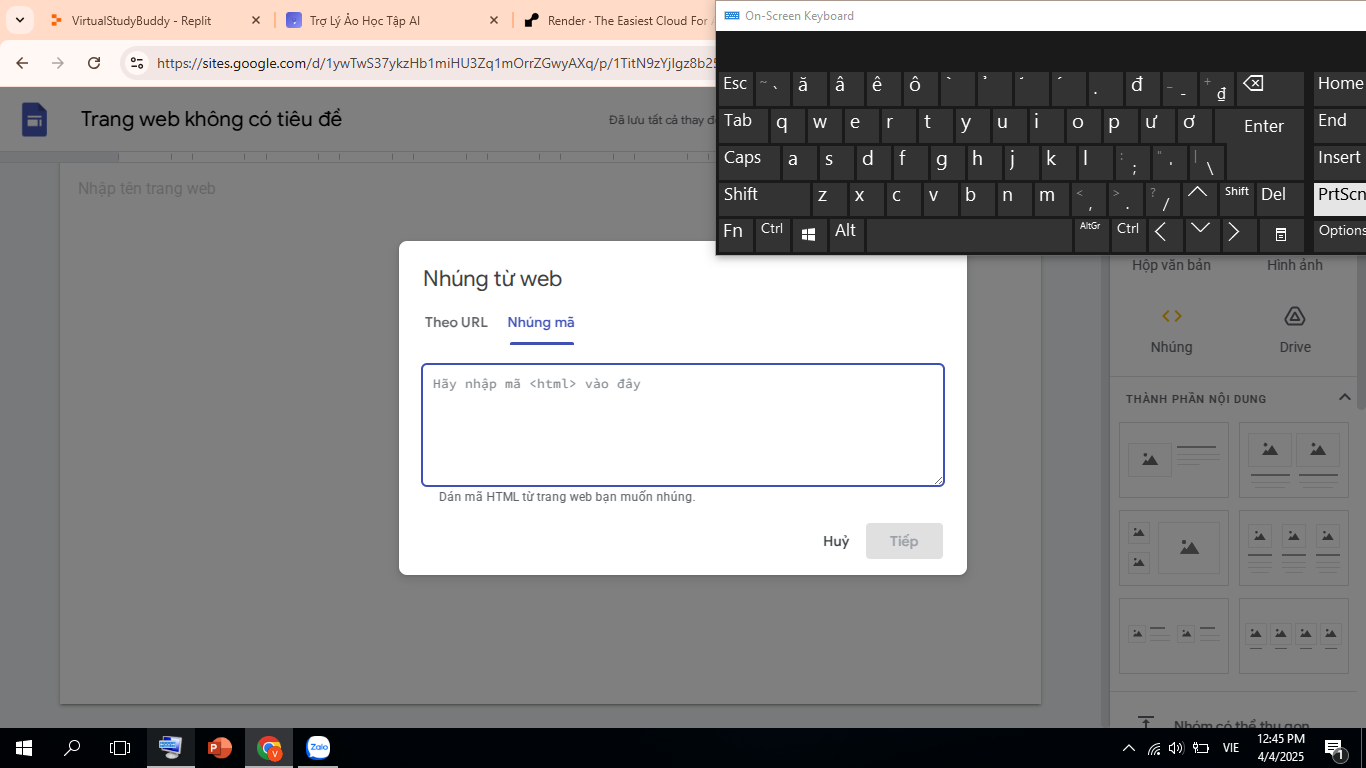 VirtualStudyBuddy - Replit
Trợ Lý Ảo Học Tập AI
Render · The Easiest Cloud For
On-Screen Keyboard
https://sites.google.com/d/1ywTwS37ykzHb1miHU3Zq1mOrrZGwyAXq/p/1TitN9zYjIgz8b25
Trang web không có tiêu đề
Đã lưu tất cả thay đổ
Nhập tên trang web
Esc ~ ` ă â ê ô ̀ ̉ ̃ ́ . đ _ - + ₫ Home
Tab q w e r t y u i o p ư ơ Enter End
Caps a s d f g h j k l : ; " ' | \ Insert
Shift z x c v b n m < , > . ? / Shift Del PrtScn
Fn Ctrl Alt AltGr Ctrl Options
Hộp văn bản Hình ảnh
Nhúng từ web
Theo URL Nhúng mã
Hãy nhập mã <html> vào đây
Dán mã HTML từ trang web bạn muốn nhúng.
Huỷ Tiếp
Nhúng Drive
THÀNH PHẦN NỘI DUNG
Nhóm có thể thu gọn
Zalo
VIE
12:45 PM
4/4/2025
1